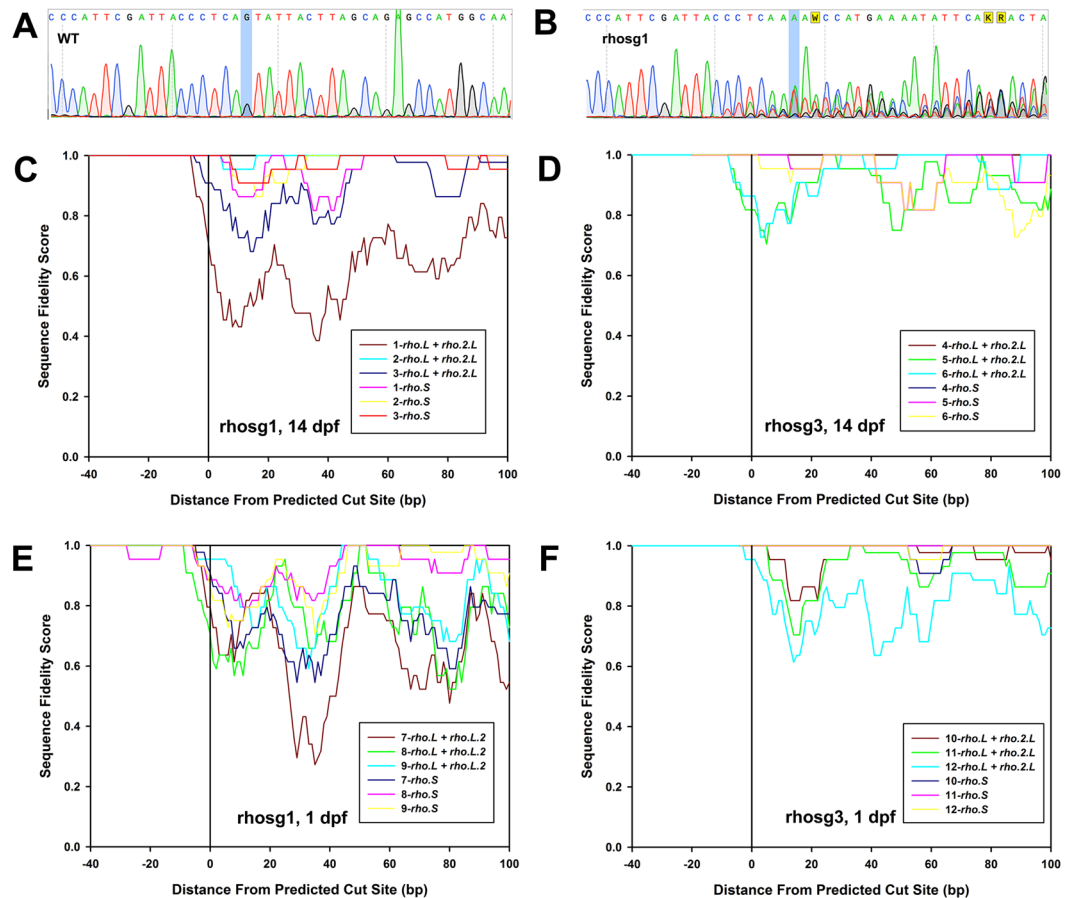 A
C C C A T T C G A T T A C C C T C A G T A T T A C T T A G C A G A G C C A T G G C A A
WT
B
C C C A T T C G A T T A C C C T C A A A A W C C A T G A A A A T A T T C A K R A C T A
rhosg1
C
Sequence Fidelity Score
1.0
0.8
0.6
0.4
0.2
0.0
1-rho.L + rho.2.L
2-rho.L + rho.2.L
3-rho.L + rho.2.L
1-rho.S
2-rho.S
3-rho.S
rhosg1, 14 dpf
-40 -20 0 20 40 60 80 100
Distance From Predicted Cut Site (bp)
D
Sequence Fidelity Score
1.0
0.8
0.6
0.4
0.2
0.0
4-rho.L + rho.2.L
5-rho.L + rho.2.L
6-rho.L + rho.2.L
4-rho.S
5-rho.S
6-rho.S
rhosg3, 14 dpf
-40 -20 0 20 40 60 80 100
Distance From Predicted Cut Site (bp)
E
Sequence Fidelity Score
1.0
0.8
0.6
0.4
0.2
0.0
7-rho.L + rho.L.2
8-rho.L + rho.L.2
9-rho.L + rho.L.2
7-rho.S
8-rho.S
9-rho.S
rhosg1, 1 dpf
-40 -20 0 20 40 60 80 100
Distance From Predicted Cut Site (bp)
F
Sequence Fidelity Score
1.0
0.8
0.6
0.4
0.2
0.0
10-rho.L + rho.2.L
11-rho.L + rho.2.L
12-rho.L + rho.2.L
10-rho.S
11-rho.S
12-rho.S
rhosg3, 1 dpf
-40 -20 0 20 40 60 80 100
Distance From Predicted Cut Site (bp)